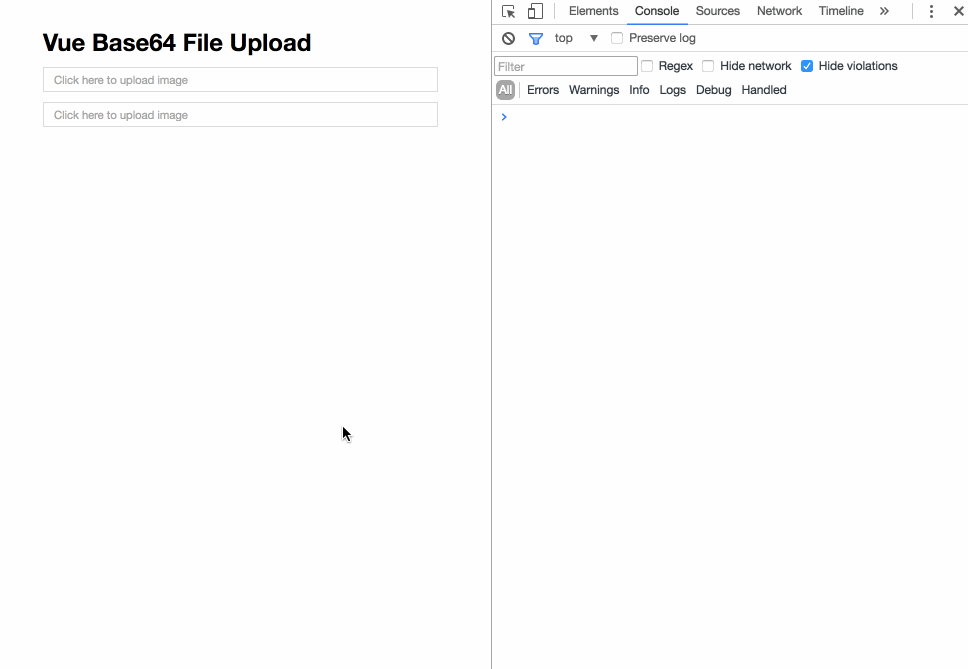 Vue Base64 File Upload
Click here to upload image
Click here to upload image
Elements Console Sources Network Timeline »
top ▼ Preserve log
Filter Regex Hide network Hide violations
All Errors Warnings Info Logs Debug Handled